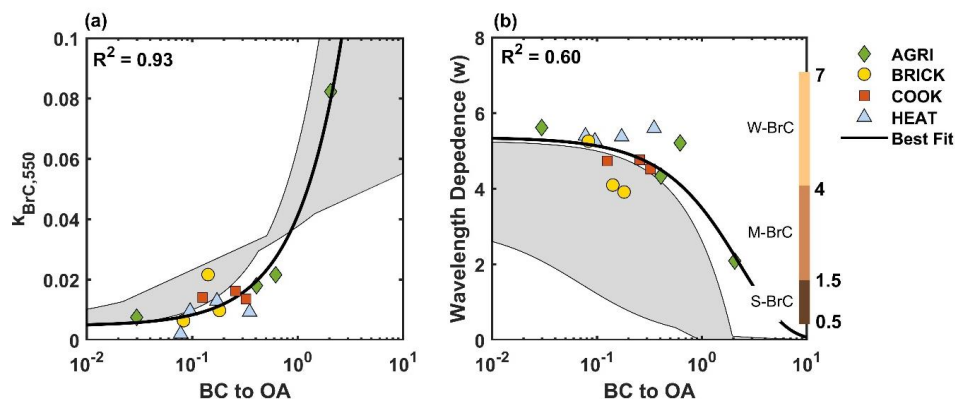 (a)
R² = 0.93
0.1
0.08
0.06
0.04
0.02
0
k_BrC,550
10⁻² 10⁻¹ 10⁰ 10¹
BC to OA
(b)
R² = 0.60
8
6
4
2
0
Wavelength Depedence (w)
10⁻² 10⁻¹ 10⁰ 10¹
BC to OA
W-BrC
M-BrC
S-BrC
7
4
1.5
0.5
AGRI
BRICK
COOK
HEAT
Best Fit